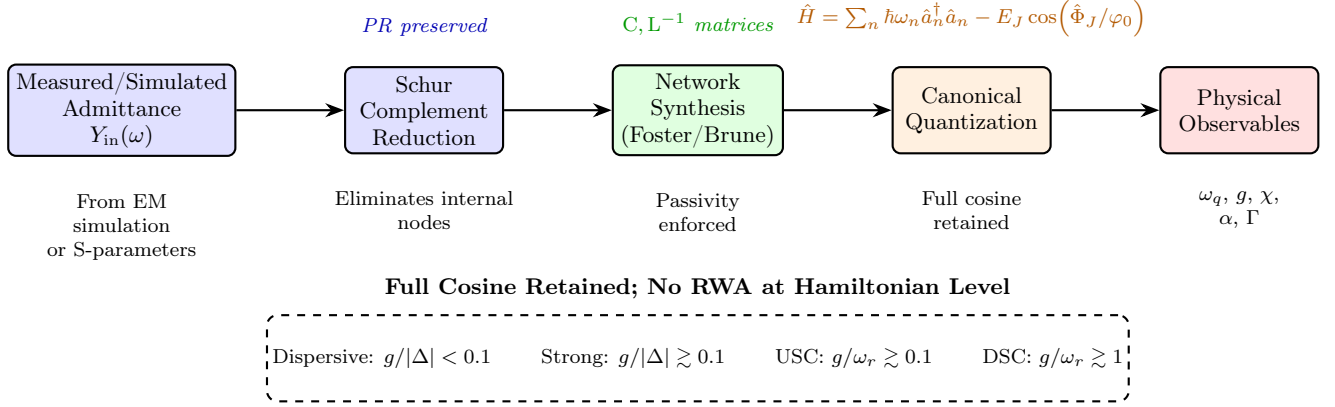 PR preserved
C, L⁻¹ matrices
Ĥ = ∑ₙ ℏωₙâₙ†âₙ − E_J cos(Φ̂_J/φ₀)
Measured/Simulated
Admittance
Y_in(ω)
Schur
Complement
Reduction
Network
Synthesis
(Foster/Brune)
Canonical
Quantization
Physical
Observables
From EM
simulation
or S-parameters
Eliminates internal
nodes
Passivity
enforced
Full cosine
retained
ω_q, g, χ,
α, Γ
Full Cosine Retained; No RWA at Hamiltonian Level
Dispersive: g/|Δ| < 0.1
Strong: g/|Δ| ≳ 0.1
USC: g/ω_r ≳ 0.1
DSC: g/ω_r ≳ 1